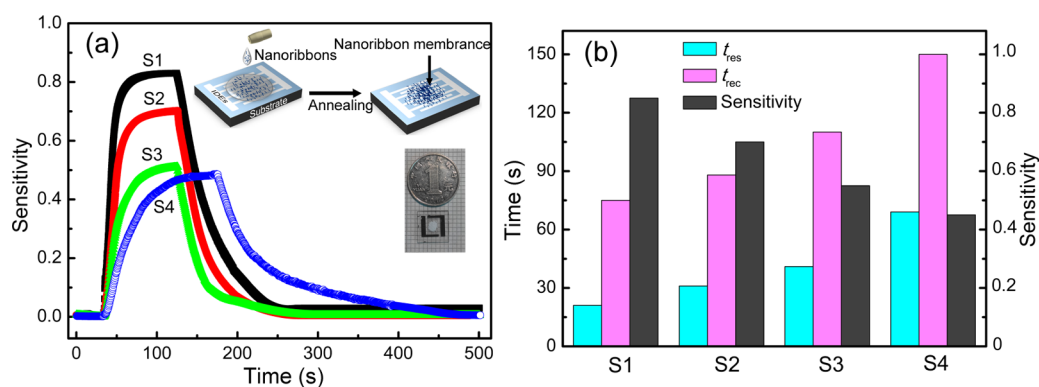 (a)
Sensitivity
1.0
0.8
0.6
0.4
0.2
0.0
0
100
200
300
400
500
Time (s)
S1
S2
S3
S4
Nanoribbons
IDEs
Substrate
Annealing
Nanoribbon membrance
1
(b)
tres
trec
Sensitivity
Time (s)
150
120
90
60
30
0
S1
S2
S3
S4
1.0
0.8
0.6
0.4
0.2
0
Sensitivity